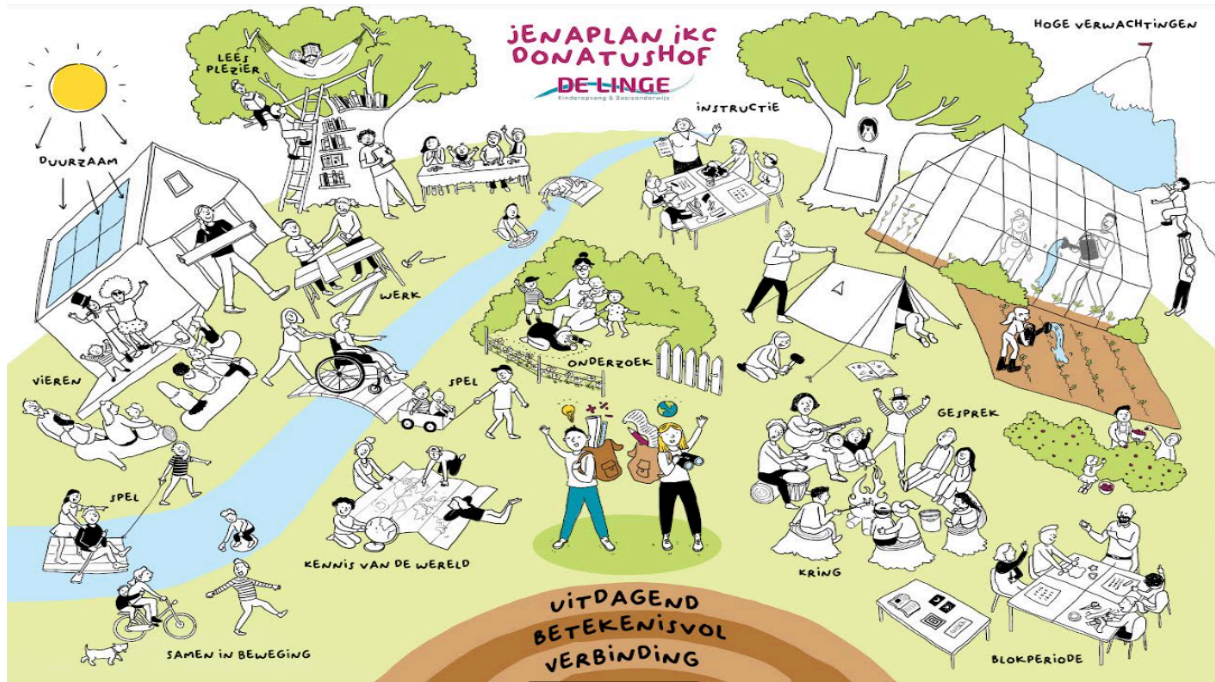 JENAPLAN IKC
DONATUSHOF
DE LINGE
Kinderopvang & Basisonderwijs
HOGE VERWACHTINGEN
LEES
PLEZIER
INSTRUCTIE
DUURZAAM
WERK
ONDERZOEK
VIEREN
SPEL
GESPREK
SPEL
KENNIS VAN DE WERELD
KRING
SAMEN IN BEWEGING
BLOKPERIODE
UITDAGEND
BETEKENISVOL
VERBINDING